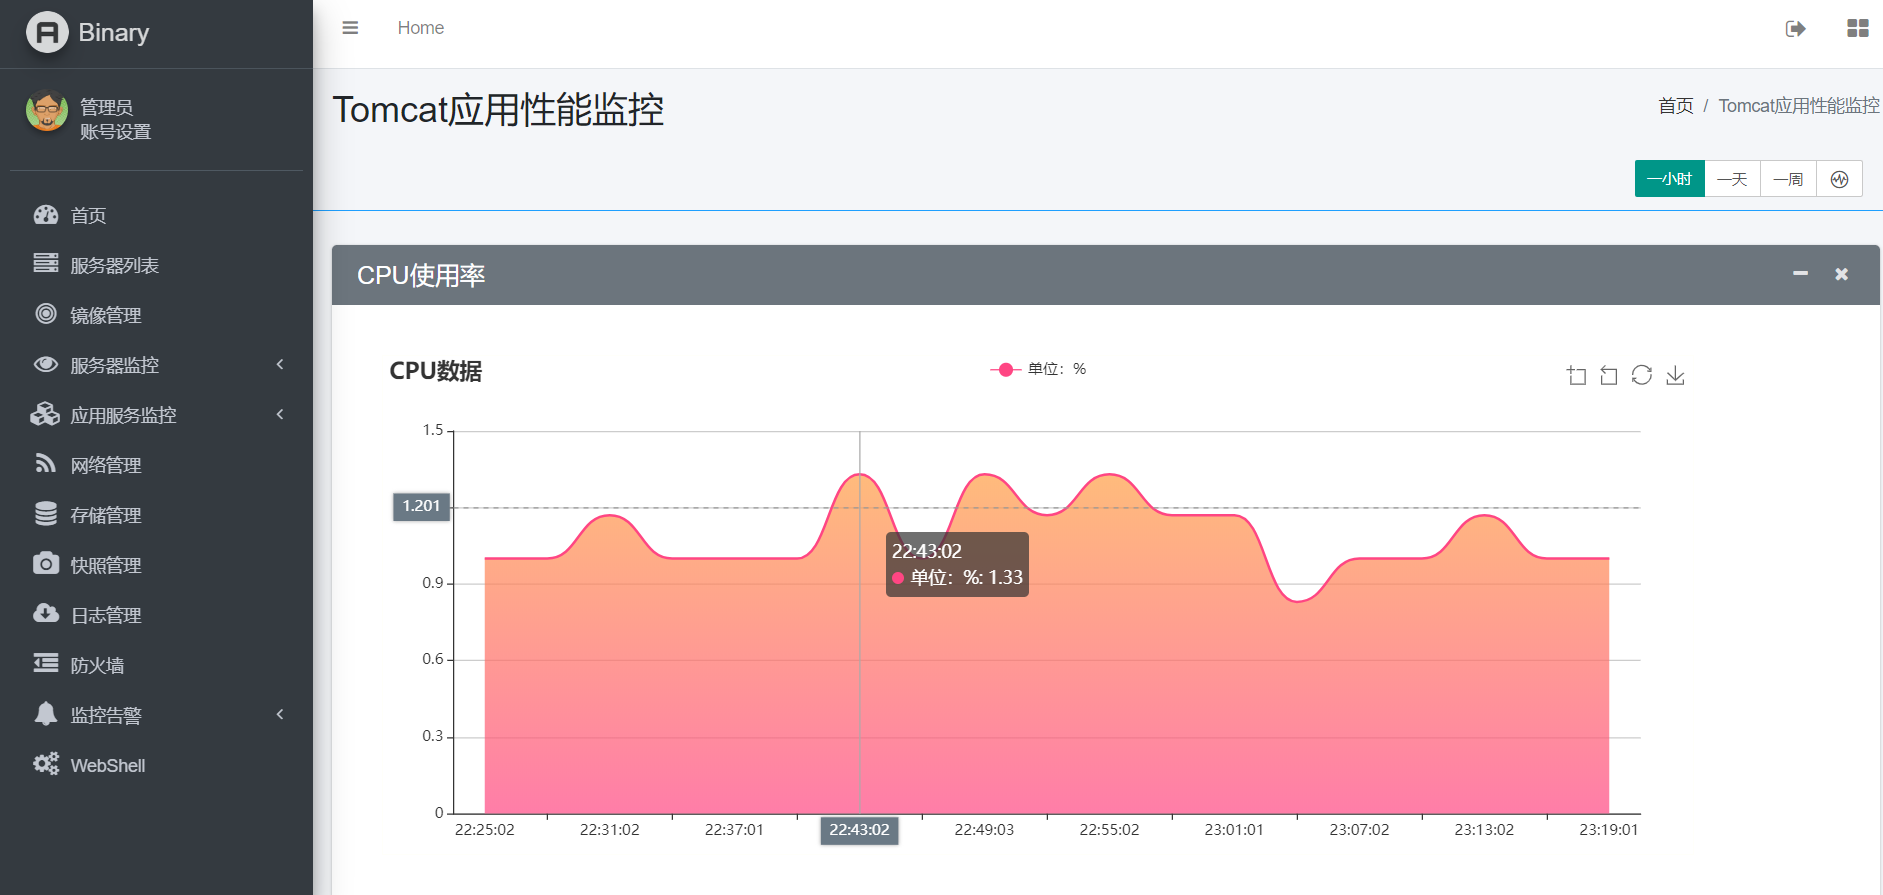 Binary
管理员
账号设置
首页
服务器列表
镜像管理
服务器监控
应用服务监控
网络管理
存储管理
快照管理
日志管理
防火墙
监控告警
WebShell
Home
Tomcat应用性能监控
首页 / Tomcat应用性能监控
一小时 一天 一周
CPU使用率
CPU数据
单位：%
1.5
1.201
0.9
0.6
0.3
0
22:43:02
单位：%: 1.33
22:25:02 22:31:02 22:37:01 22:43:02 22:49:03 22:55:02 23:01:01 23:07:02 23:13:02 23:19:01